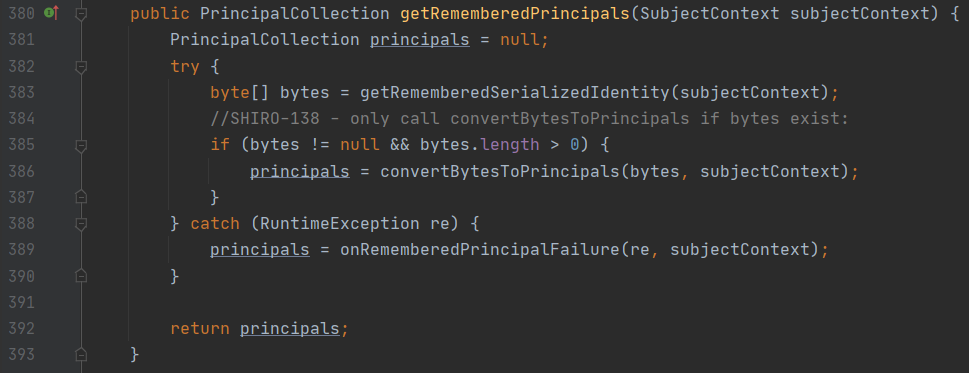 380 public PrincipalCollection getRememberedPrincipals(SubjectContext subjectContext) {
381 PrincipalCollection principals = null;
382 try {
383 byte[] bytes = getRememberedSerializedIdentity(subjectContext);
384 //SHIRO-138 - only call convertBytesToPrincipals if bytes exist:
385 if (bytes != null && bytes.length > 0) {
386 principals = convertBytesToPrincipals(bytes, subjectContext);
387 }
388 } catch (RuntimeException re) {
389 principals = onRememberedPrincipalFailure(re, subjectContext);
390 }
391
392 return principals;
393 }